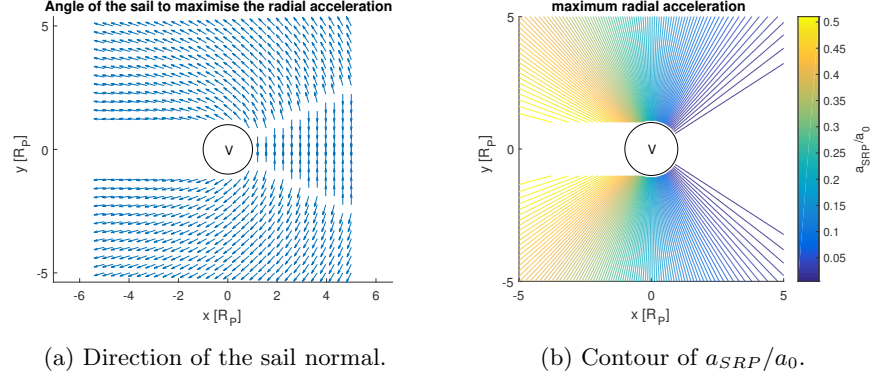 Angle of the sail to maximise the radial acceleration
5
0
-5
y [R_P]
V
-6
-4
-2
0
2
4
6
x [R_P]
(a) Direction of the sail normal.
maximum radial acceleration
5
0
-5
y [R_P]
V
-5
0
5
x [R_P]
0.5
0.45
0.4
0.35
0.3
0.25
0.2
0.15
0.1
0.05
a_SRP/a_0
(b) Contour of a_{SRP}/a_0.